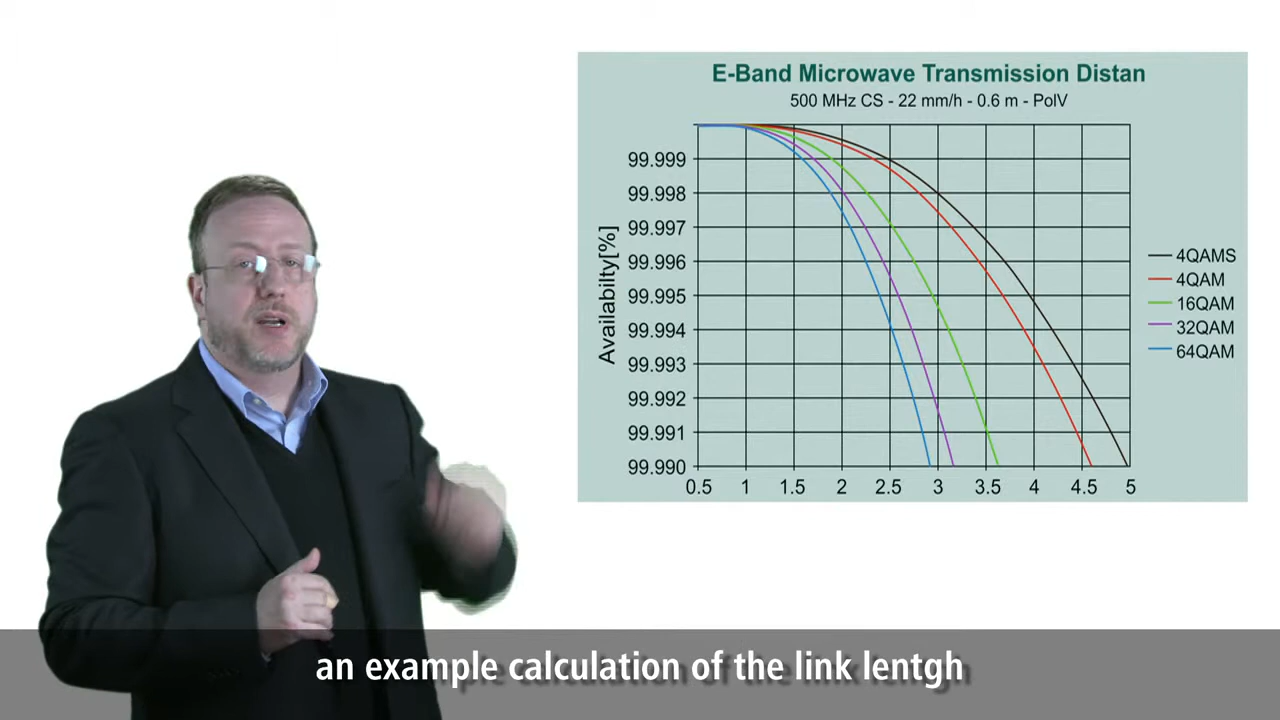 E-Band Microwave Transmission Distan
500 MHz CS - 22 mm/h - 0.6 m - PolV
Availabilty[%]
99.999
99.998
99.997
99.996
99.995
99.994
99.993
99.992
99.991
99.990
0.5 1 1.5 2 2.5 3 3.5 4 4.5 5
4QAMS
4QAM
16QAM
32QAM
64QAM
an example calculation of the link lentgh